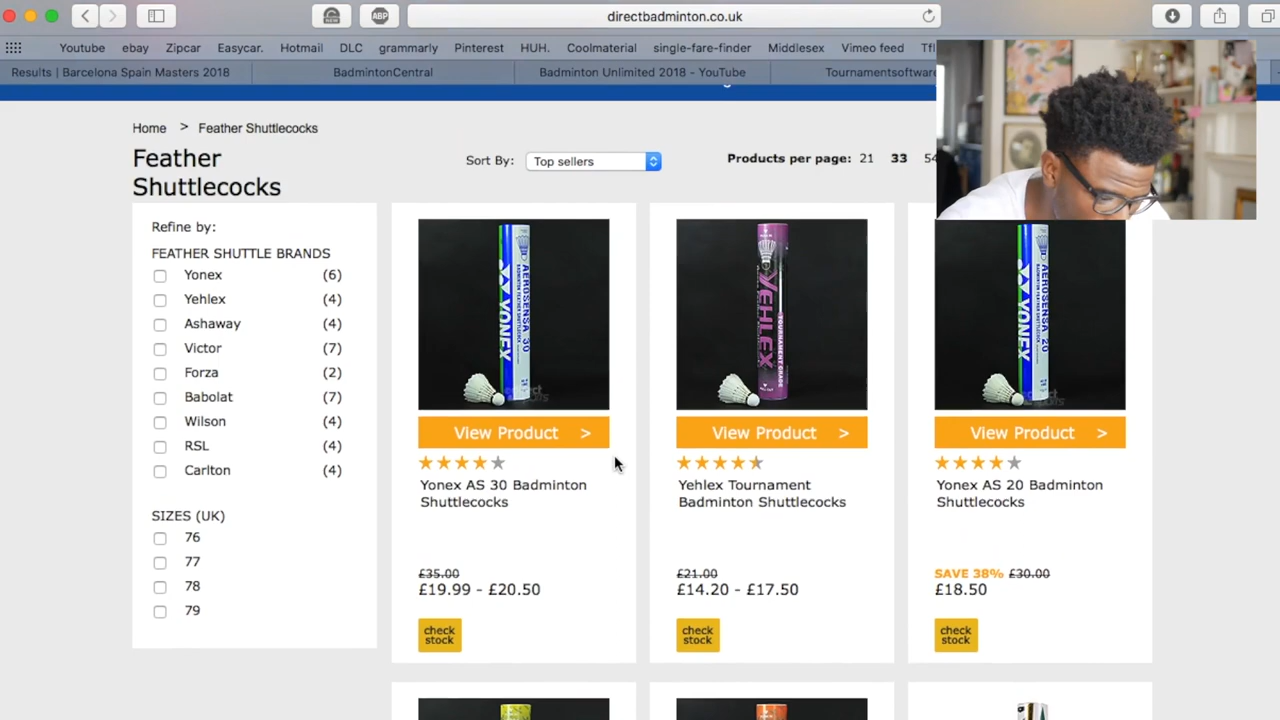 directbadminton.co.uk
NEW
ABP
Youtube ebay Zipcar Easycar. Hotmail DLC grammarly Pinterest HUH. Coolmaterial single-fare-finder Middlesex Vimeo feed Tfl
Results | Barcelona Spain Masters 2018 BadmintonCentral Badminton Unlimited 2018 - YouTube Tournamentsoftware
Home > Feather Shuttlecocks
Feather
Shuttlecocks
Sort By: Top sellers
Products per page: 21 33 54
Refine by:
FEATHER SHUTTLE BRANDS
Yonex (6)
Yehlex (4)
Ashaway (4)
Victor (7)
Forza (2)
Babolat (7)
Wilson (4)
RSL (4)
Carlton (4)
SIZES (UK)
76
77
78
79
YONEX AEROSENSA 30
View Product >
Yonex AS 30 Badminton
Shuttlecocks
£35.00
£19.99 - £20.50
check
stock
YEHLEX TOURNAMENT GRADE
View Product >
Yehlex Tournament
Badminton Shuttlecocks
£21.00
£14.20 - £17.50
check
stock
YONEX AEROSENSA 20
View Product >
Yonex AS 20 Badminton
Shuttlecocks
SAVE 38% £30.00
£18.50
check
stock